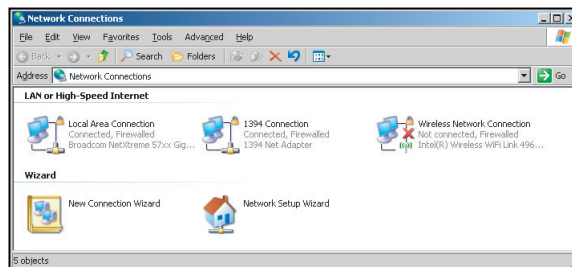 Network Connections
File Edit View Favorites Tools Advanced Help
Back Search Folders
Address Network Connections Go
LAN or High-Speed Internet
Local Area Connection
Connected, Firewalled
Broadcom NetXtreme 57xx Gig...
1394 Connection
Connected, Firewalled
1394 Net Adapter
Wireless Network Connection
Not connected, Firewalled
Intel(R) Wireless WiFi Link 496...
Wizard
New Connection Wizard
Network Setup Wizard
5 objects